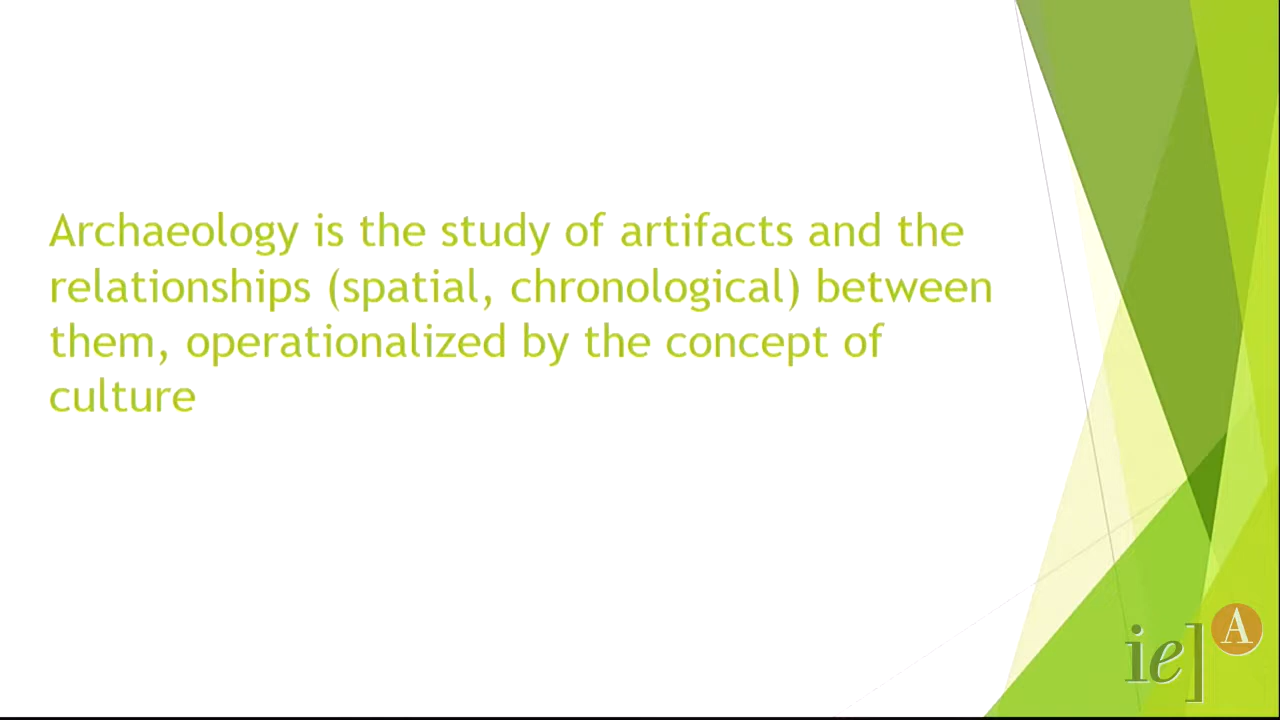 Archaeology is the study of artifacts and the
relationships (spatial, chronological) between
them, operationalized by the concept of
culture
ie]
A